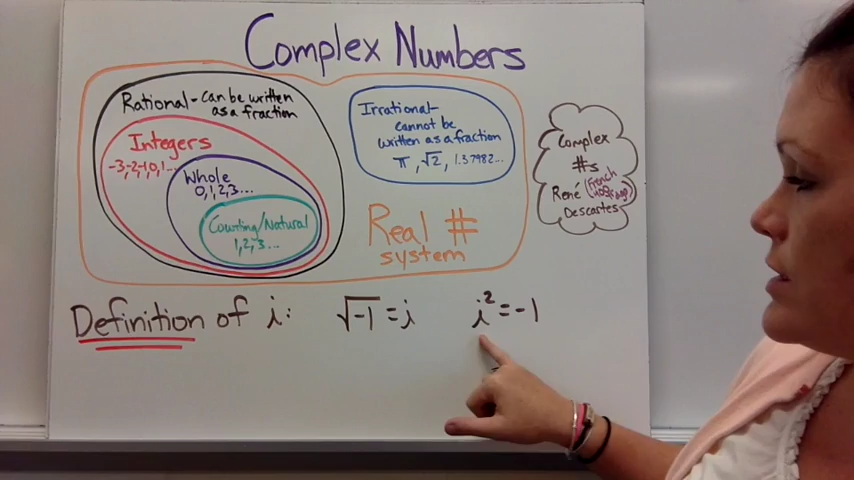 Complex Numbers
Rational - Can be written
as a fraction
Integers
-3,-2,-1,0,1...
Whole
0,1,2,3...
Counting/Natural
1,2,3...
Irrational-
cannot be
written as a fraction
π, √2, 1.37982...
Real #
system
Complex
#s
René (French
Descartes
Definition of i: √-1 = i i² = -1